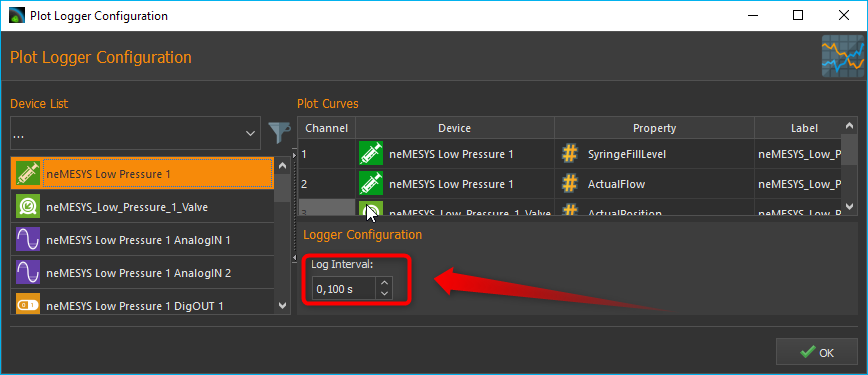 Plot Logger Configuration
Plot Logger Configuration
Device List
Plot Curves
...
Channel Device Property Label
1 neMESYS Low Pressure 1 SyringeFillLevel neMESYS_Low_P
2 neMESYS Low Pressure 1 ActualFlow neMESYS_Low_P
3 neMESYS_Low_Pressure_1_Valve ActualPosition neMESYS_Low_P
neMESYS Low Pressure 1
neMESYS_Low_Pressure_1_Valve
neMESYS Low Pressure 1 AnalogIN 1
neMESYS Low Pressure 1 AnalogIN 2
neMESYS Low Pressure 1 DigOUT 1
Logger Configuration
Log Interval:
0,100 s
OK